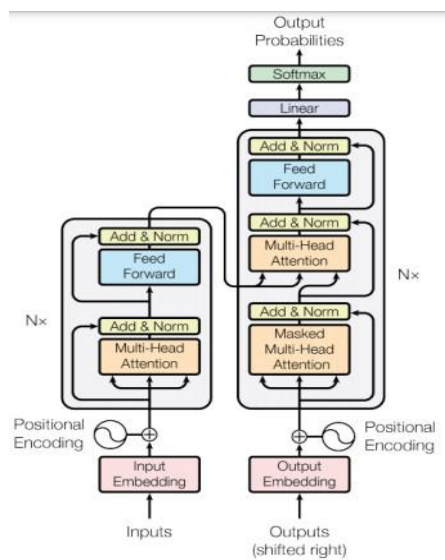 Output
Probabilities
Softmax
Linear
Add & Norm
Feed
Forward
Add & Norm
Multi-Head
Attention
Nx
Add & Norm
Masked
Multi-Head
Attention
Add & Norm
Feed
Forward
Nx
Add & Norm
Multi-Head
Attention
Positional
Encoding
Positional
Encoding
Input
Embedding
Output
Embedding
Inputs
Outputs
(shifted right)